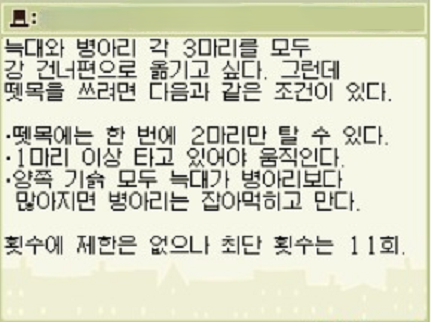 늑대와 병아리 각 3마리를 모두
강 건너편으로 옮기고 싶다. 그런데
뗏목을 쓰려면 다음과 같은 조건이 있다.
·뗏목에는 한 번에 2마리만 탈 수 있다.
·1마리 이상 타고 있어야 움직인다.
·양쪽 기슭 모두 늑대가 병아리보다
많아지면 병아리는 잡아먹히고 만다.
횟수에 제한은 없으나 최단 횟수는 11회.